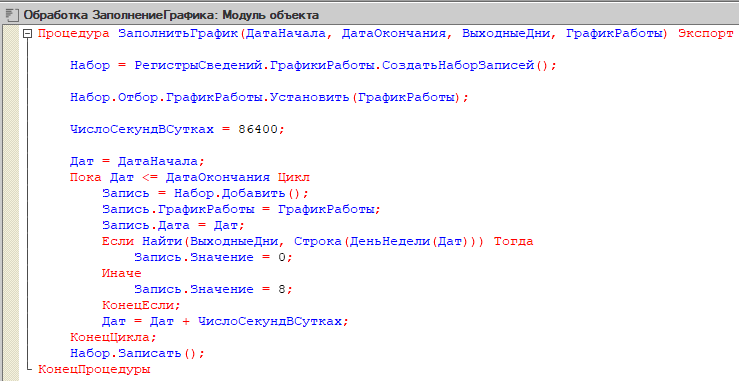 Обработка ЗаполнениеГрафика: Модуль объекта
Процедура ЗаполнитьГрафик(ДатаНачала, ДатаОкончания, ВыходныеДни, ГрафикРаботы) Экспорт
Набор = РегистрыСведений.ГрафикиРаботы.СоздатьНаборЗаписей();
Набор.Отбор.ГрафикРаботы.Установить(ГрафикРаботы);
ЧислоСекундВСутках = 86400;
Дат = ДатаНачала;
Пока Дат <= ДатаОкончания Цикл
Запись = Набор.Добавить();
Запись.ГрафикРаботы = ГрафикРаботы;
Запись.Дата = Дат;
Если Найти(ВыходныеДни, Строка(ДеньНедели(Дат))) Тогда
Запись.Значение = 0;
Иначе
Запись.Значение = 8;
КонецЕсли;
Дат = Дат + ЧислоСекундВСутках;
КонецЦикла;
Набор.Записать();
КонецПроцедуры